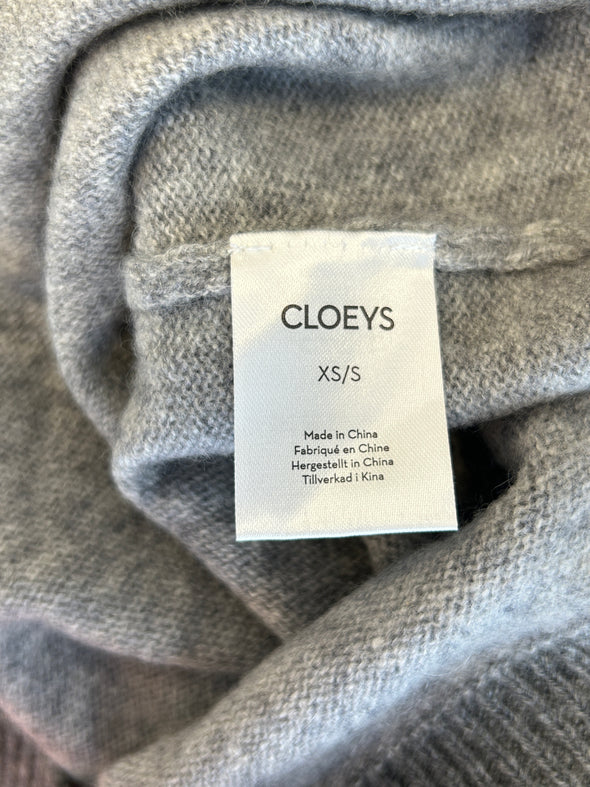 CLOEYS
XS/S
Made in China
Fabriqué en Chine
Hergestellt in China
Tillverkad i Kina